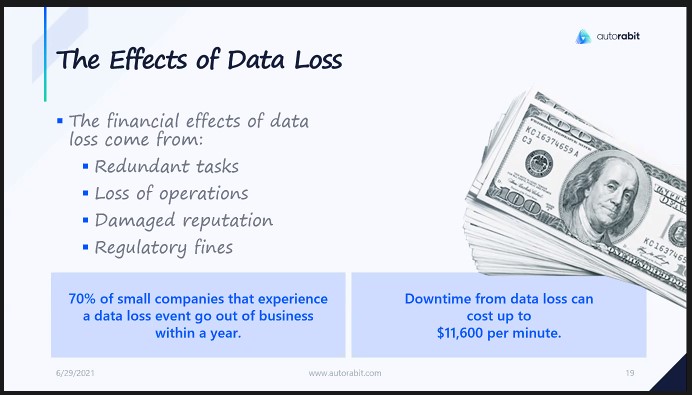 autorabit
The Effects of Data Loss
▪ The financial effects of data
loss come from:
▪ Redundant tasks
▪ Loss of operations
▪ Damaged reputation
▪ Regulatory fines
KC16374659A
C3
100
70% of small companies that experience
a data loss event go out of business
within a year.
Downtime from data loss can
cost up to
$11,600 per minute.
6/29/2021
www.autorabit.com
19